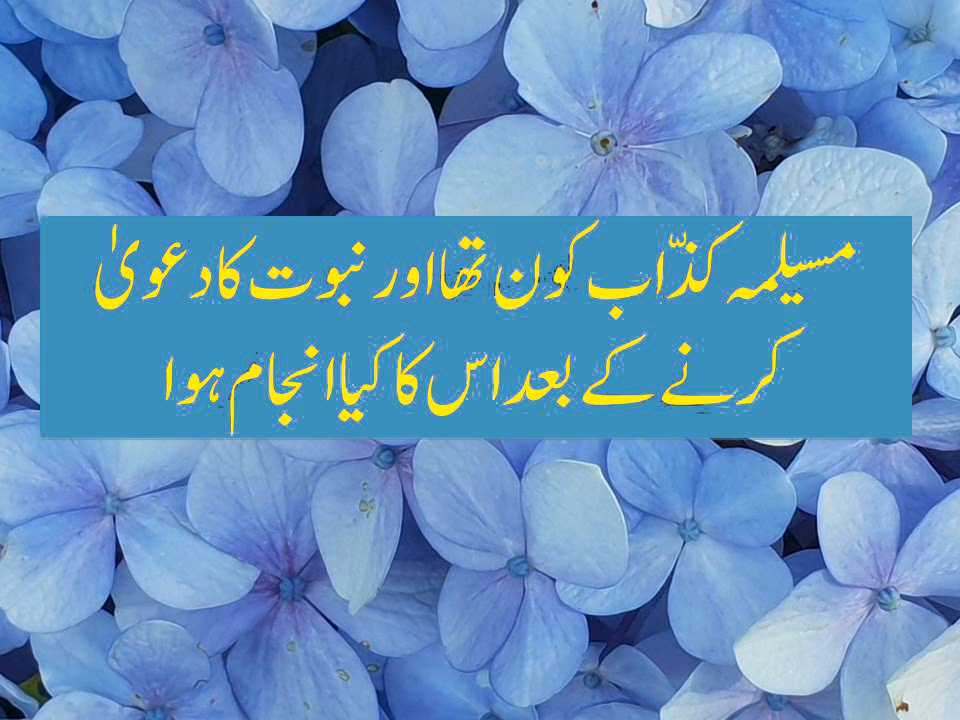 مسیلمہ کذّاب کون تھا اور نبوت کا دعویٰ
کرنے کے بعد اس کا کیا انجام ہوا